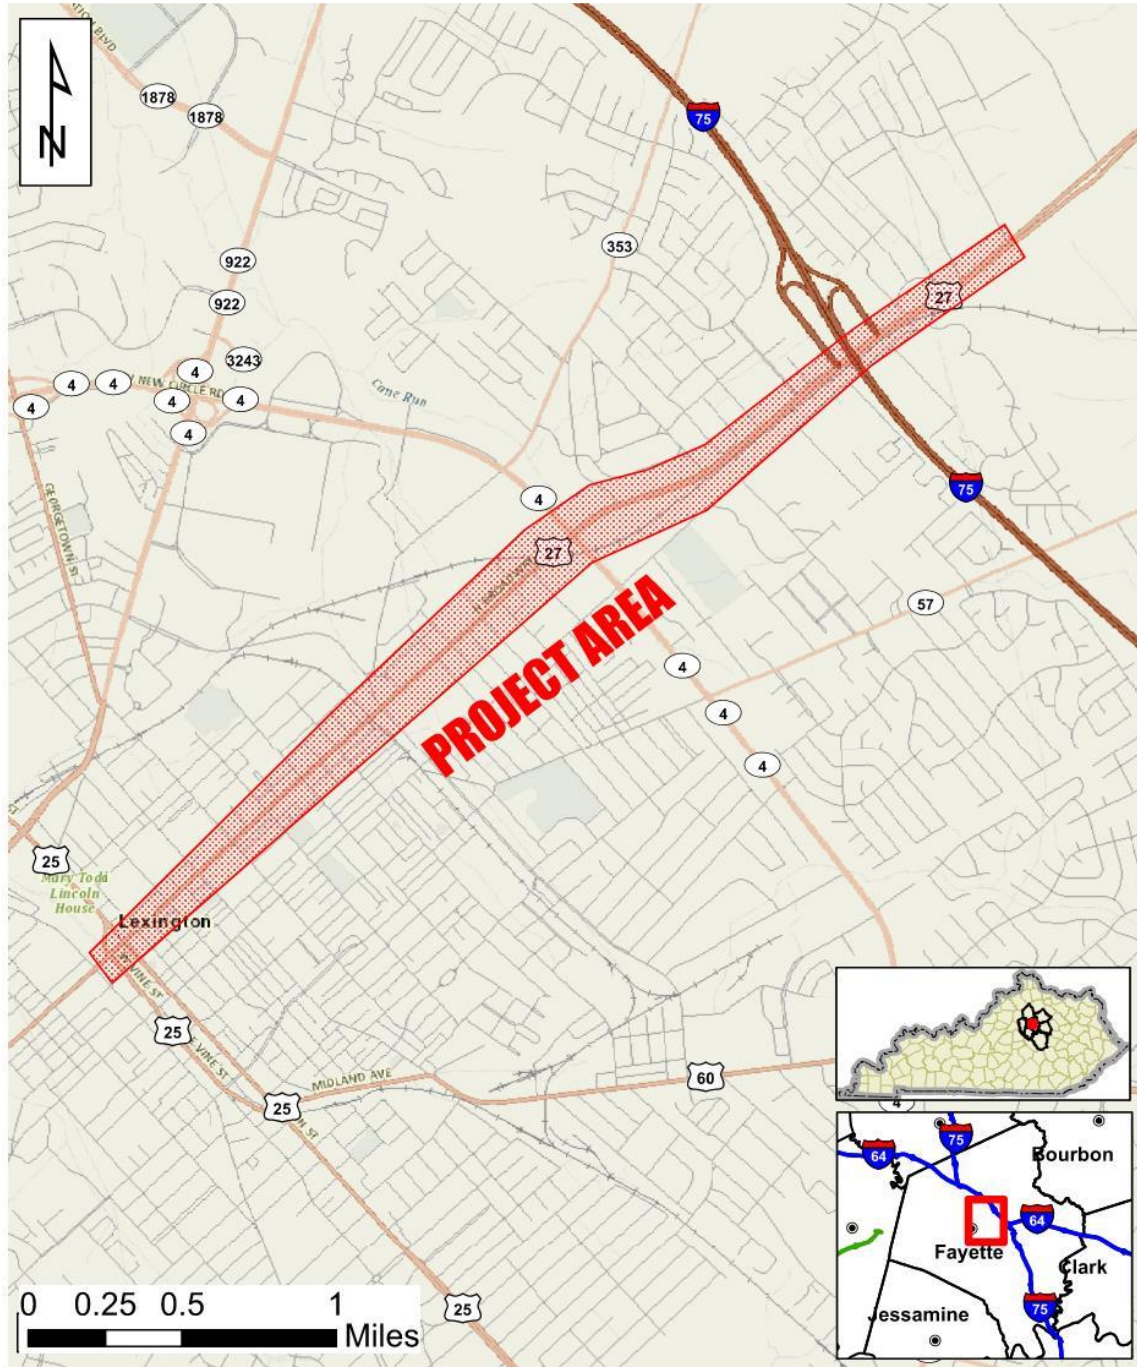 N
75
1878
1878
353
922
922
27
3243
4
4
4
4
NEW CIRCLE RD
4
4
4
Cane Run
4
75
GEORGETOWN ST
27
57
PROJECT AREA
4
4
4
25
Mary Todd
Lincoln
House
Lexington
VINE ST
25
VINE ST
MIDLAND AVE
60
25
4
75
64
Bourbon
64
Fayette
Clark
75
Jessamine
25
0 0.25 0.5 1
Miles